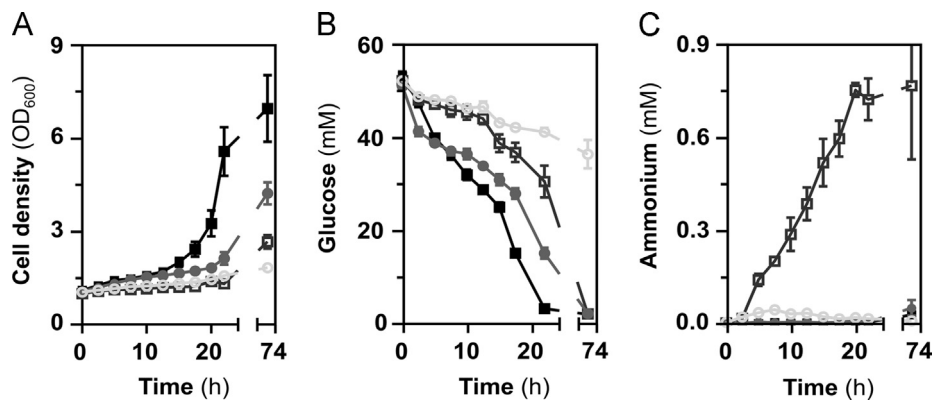 A
9
6
3
0
Cell density (OD600)
0 10 20 74
Time (h)
B
60
40
20
0
Glucose (mM)
0 10 20 74
Time (h)
C
0.9
0.6
0.3
0.0
Ammonium (mM)
0 10 20 74
Time (h)